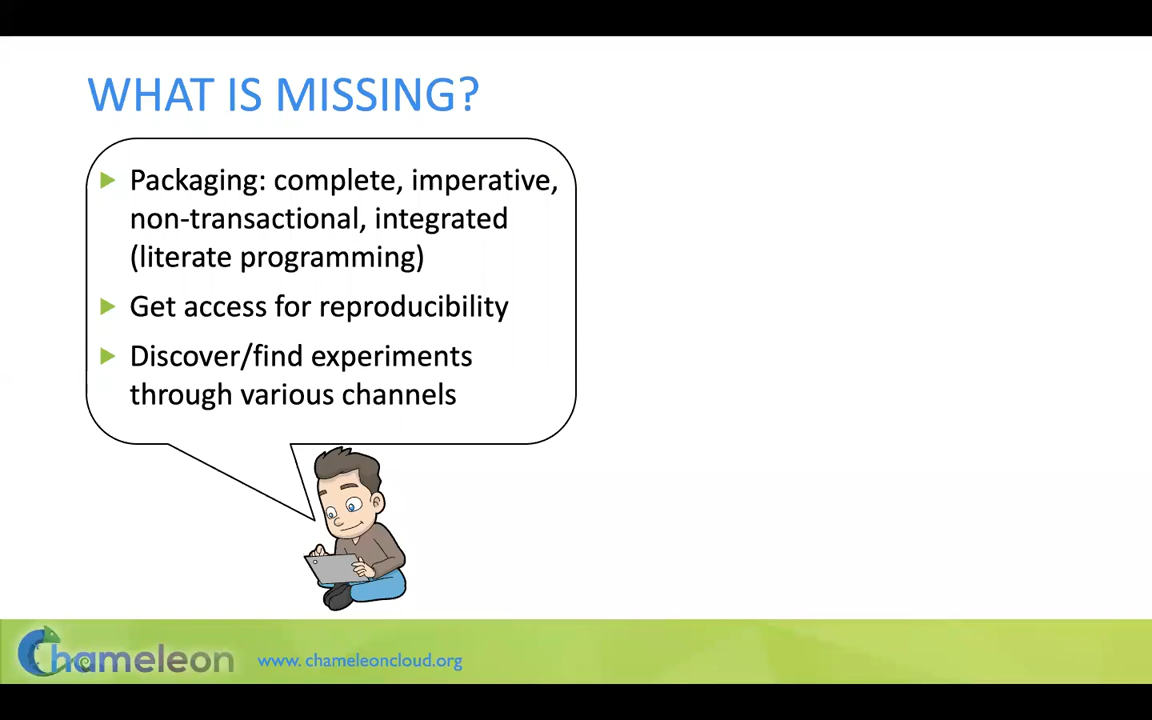 WHAT IS MISSING?
Packaging: complete, imperative,
non-transactional, integrated
(literate programming)
Get access for reproducibility
Discover/find experiments
through various channels
Chameleon
www. chameleoncloud.org